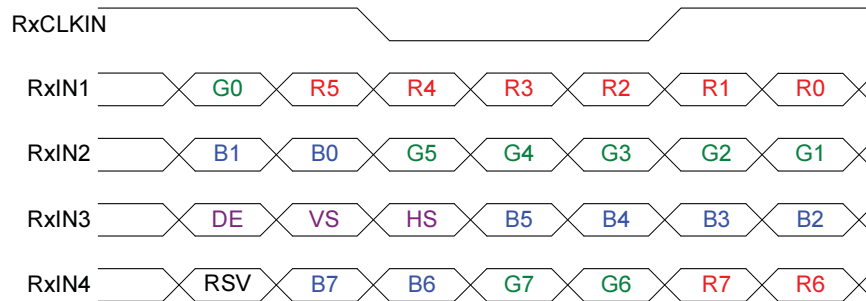 RxCLKIN
RxIN1 G0 R5 R4 R3 R2 R1 R0
RxIN2 B1 B0 G5 G4 G3 G2 G1
RxIN3 DE VS HS B5 B4 B3 B2
RxIN4 RSV B7 B6 G7 G6 R7 R6